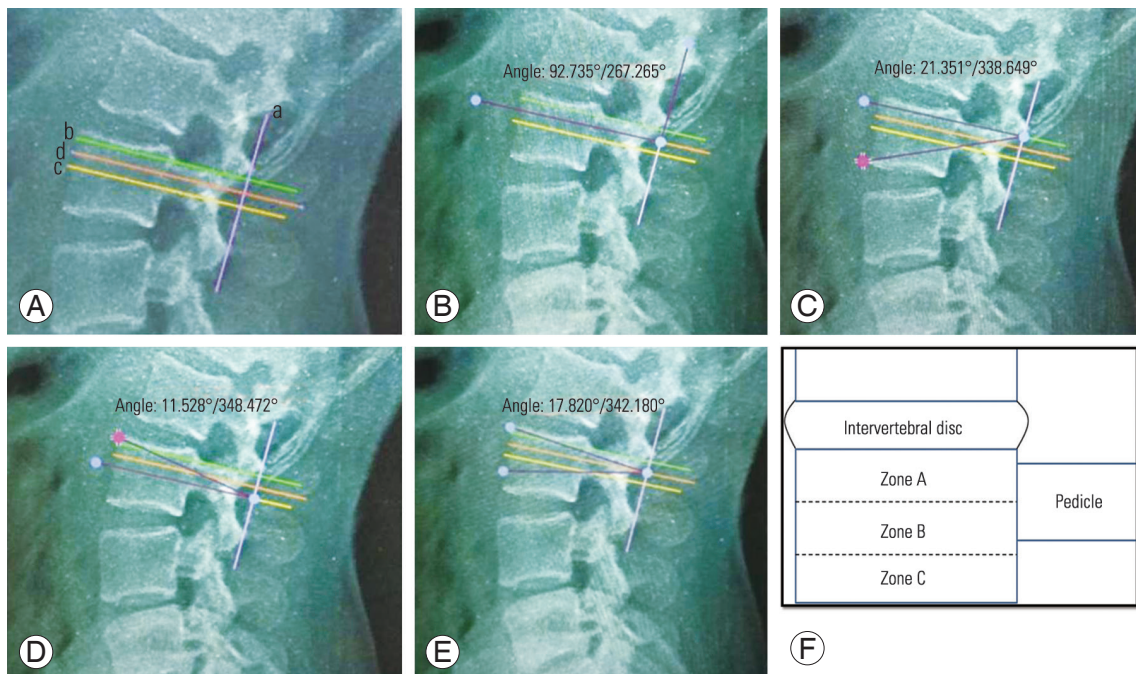 a
b
d
c
A
Angle: 92.735°/267.265°
B
Angle: 21.351°/338.649°
C
Angle: 11.528°/348.472°
D
Angle: 17.820°/342.180°
E
Intervertebral disc
Zone A
Zone B
Zone C
Pedicle
F